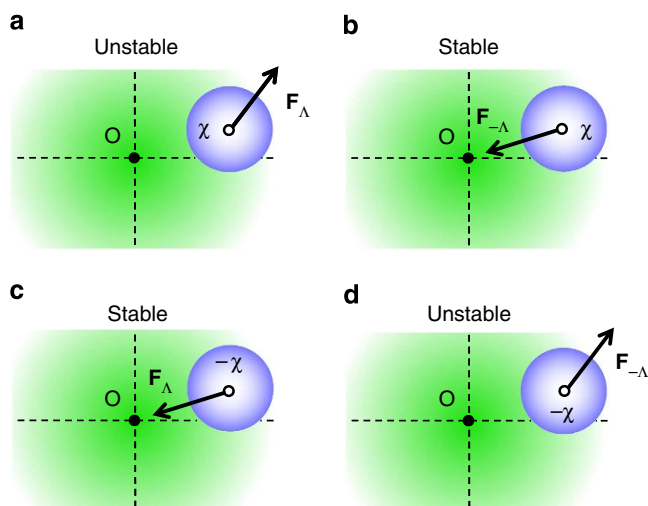 a
Unstable
F_Λ
χ
O
b
Stable
F_−Λ
χ
O
c
Stable
−χ
F_Λ
O
d
Unstable
F_−Λ
−χ
O